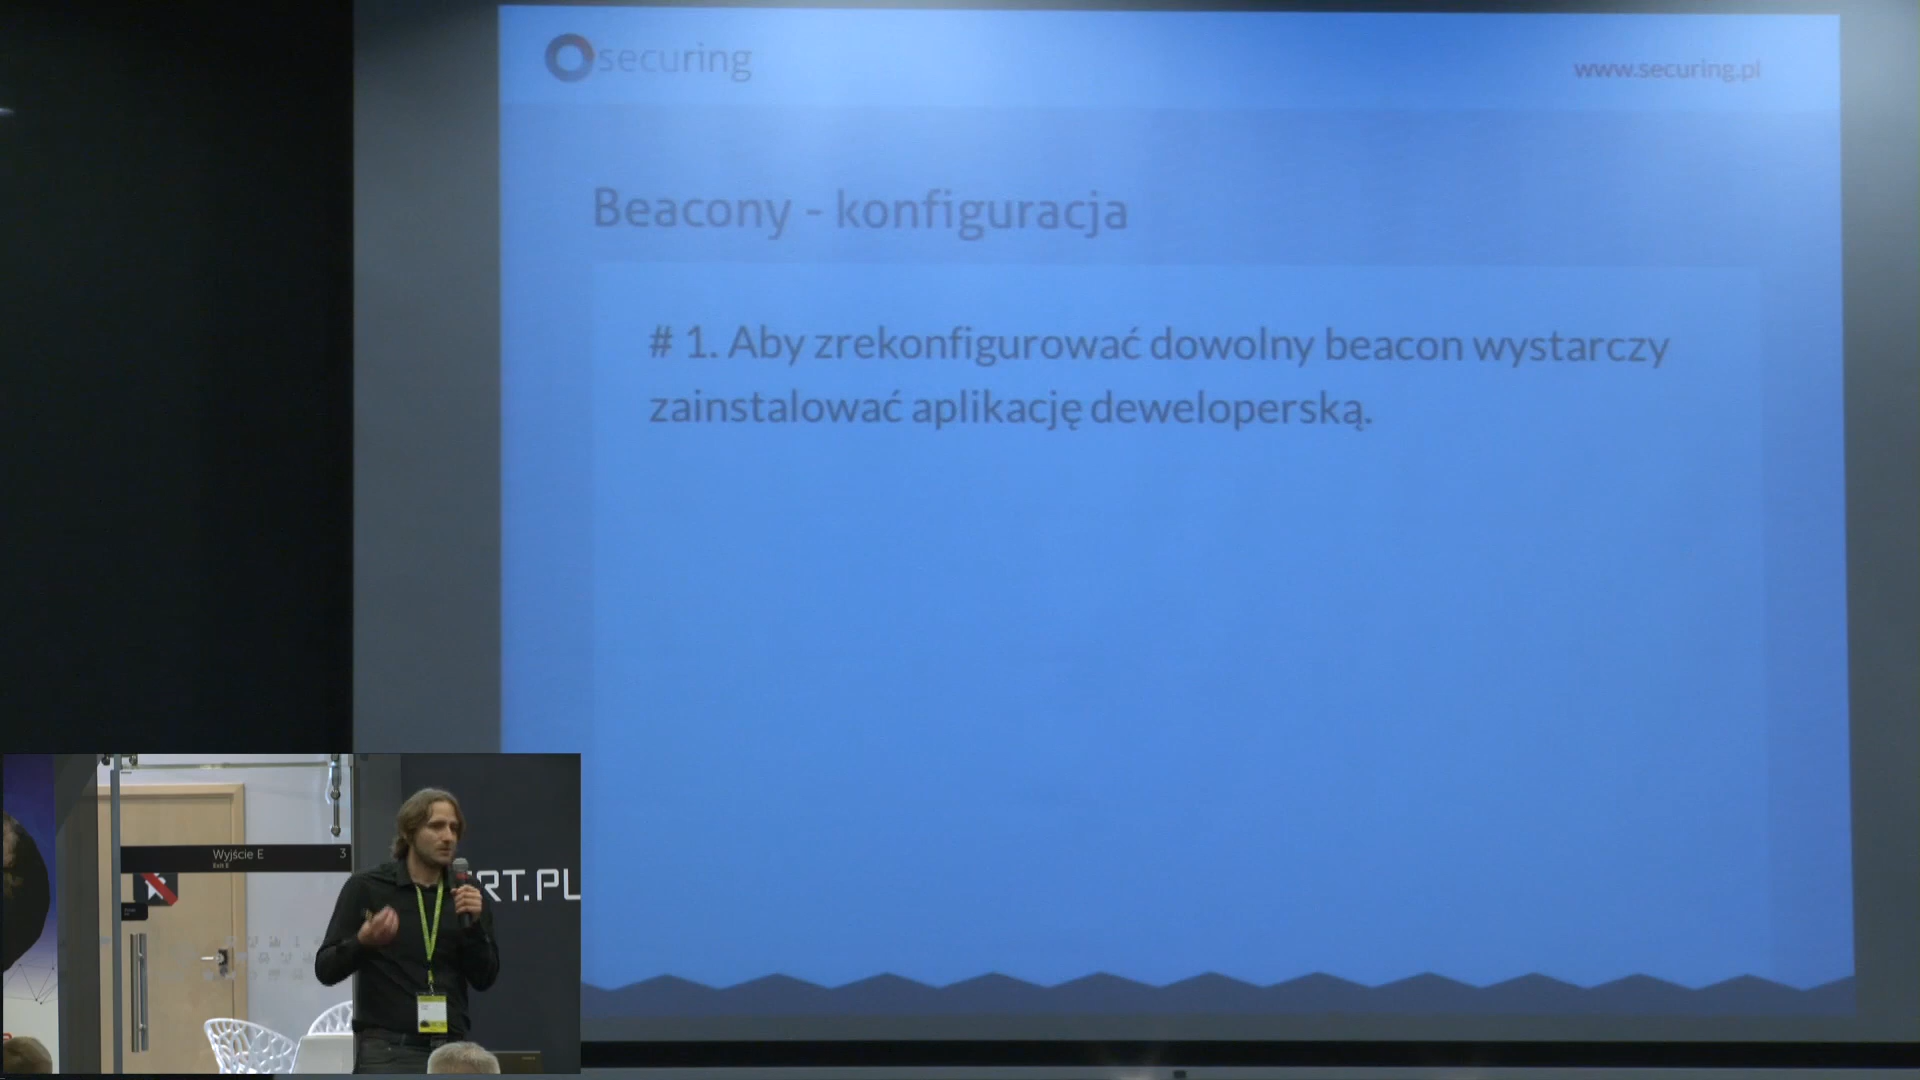 securing
www.securing.pl
Beacony - konfiguracja
# 1. Aby zrekonfigurować dowolny beacon wystarczy
zainstalować aplikację deweloperską.
Wyjście E
3
Exit E
RT.PL